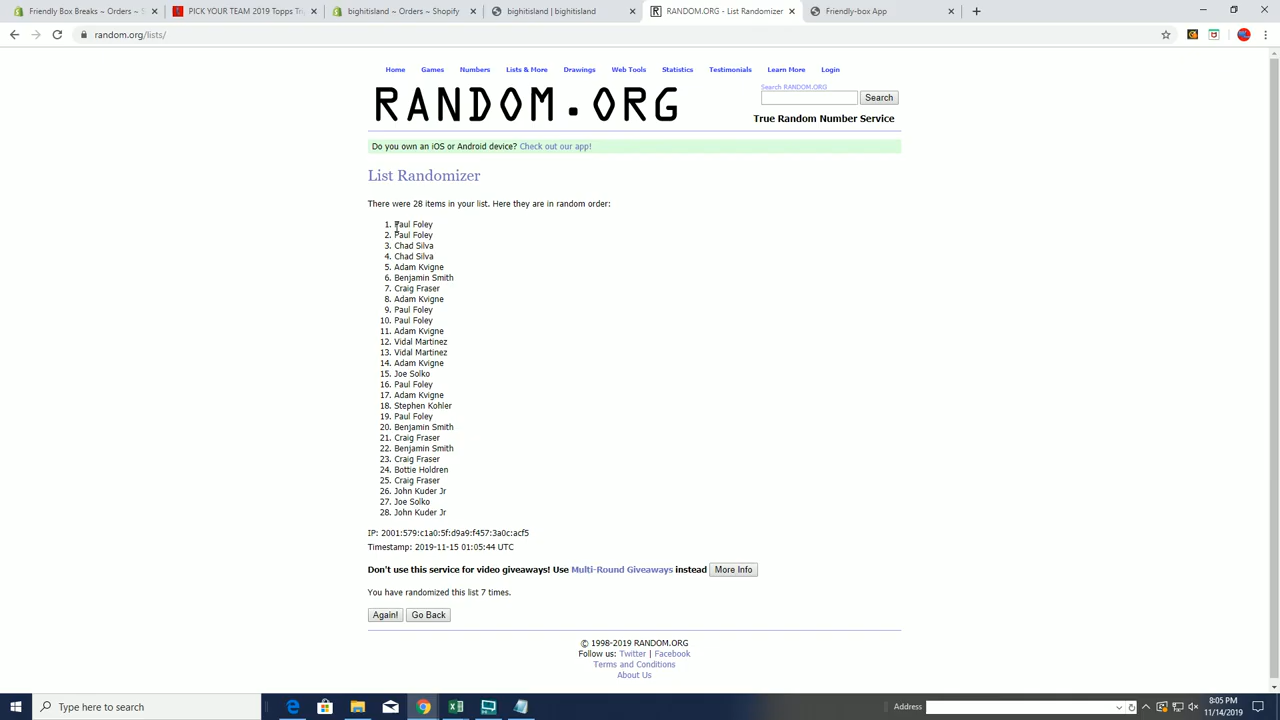 Friendly Box Breaks ~ Orders ~ S
PICK YOUR TEAM 2019 Topps Tr
bighitisland ~ Orders ~ Shopify
bighitisland | bighitisland
RANDOM.ORG - List Randomizer
Friendly-box App
random.org/lists/
Home Games Numbers Lists & More Drawings Web Tools Statistics Testimonials Learn More Login
RANDOM.ORG
Search RANDOM.ORG
Search
True Random Number Service
Do you own an iOS or Android device? Check out our app!
List Randomizer
There were 28 items in your list. Here they are in random order:
1. Paul Foley
2. Paul Foley
3. Chad Silva
4. Chad Silva
5. Adam Kvigne
6. Benjamin Smith
7. Craig Fraser
8. Adam Kvigne
9. Paul Foley
10. Paul Foley
11. Adam Kvigne
12. Vidal Martinez
13. Vidal Martinez
14. Adam Kvigne
15. Joe Solko
16. Paul Foley
17. Adam Kvigne
18. Stephen Kohler
19. Paul Foley
20. Benjamin Smith
21. Craig Fraser
22. Benjamin Smith
23. Craig Fraser
24. Bottie Holdren
25. Craig Fraser
26. John Kuder Jr
27. Joe Solko
28. John Kuder Jr
IP: 2001:579:c1a0:5f:d9a9:f457:3a0c:acf5
Timestamp: 2019-11-15 01:05:44 UTC
Don't use this service for video giveaways! Use Multi-Round Giveaways instead More Info
You have randomized this list 7 times.
Again! Go Back
© 1998-2019 RANDOM.ORG
Follow us: Twitter | Facebook
Terms and Conditions
About Us
Type here to search
Address
8:05 PM
11/14/2019